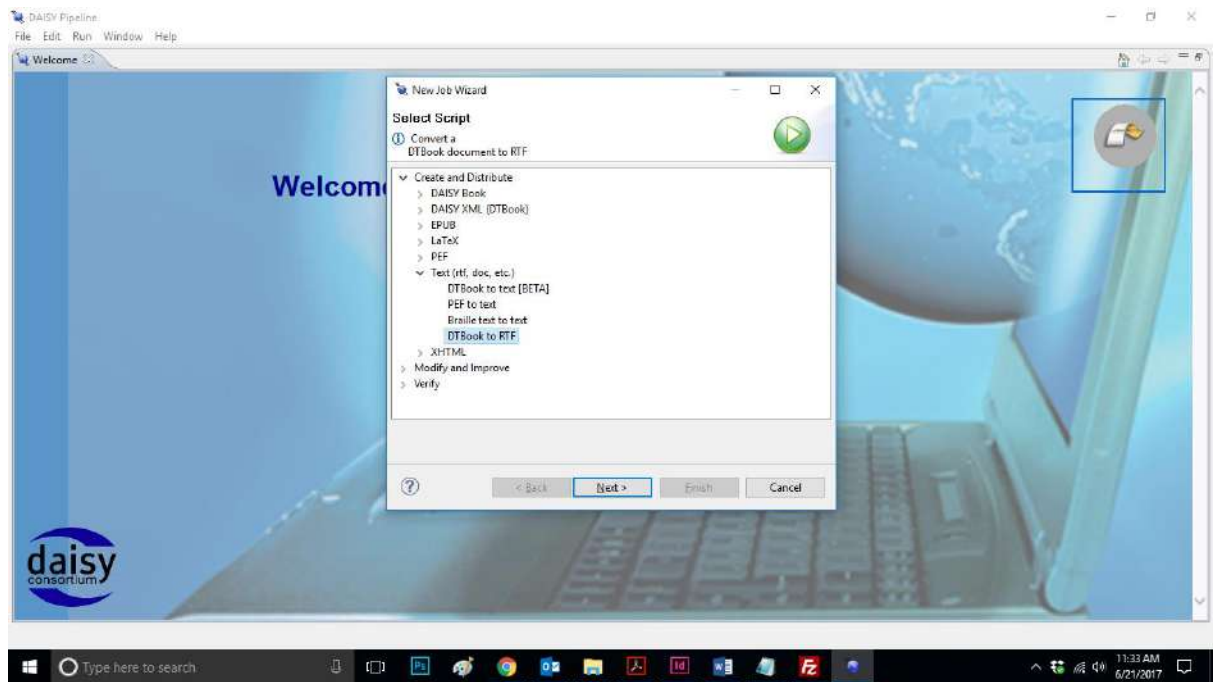 DAISY Pipeline
File Edit Run Window Help
Welcome
New Job Wizard
Select Script
Convert a
DTBook document to RTF
Create and Distribute
DAISY Book
DAISY XML (DTBook)
EPUB
LaTeX
PEF
Text (rtf, doc, etc.)
DTBook to text [BETA]
PEF to text
Braille text to text
DTBook to RTF
XHTML
Modify and Improve
Verify
? < Back Next > Finish Cancel
Welcome
daisy
consortium
Type here to search
Ps
Id
Fz
11:33 AM
6/21/2017